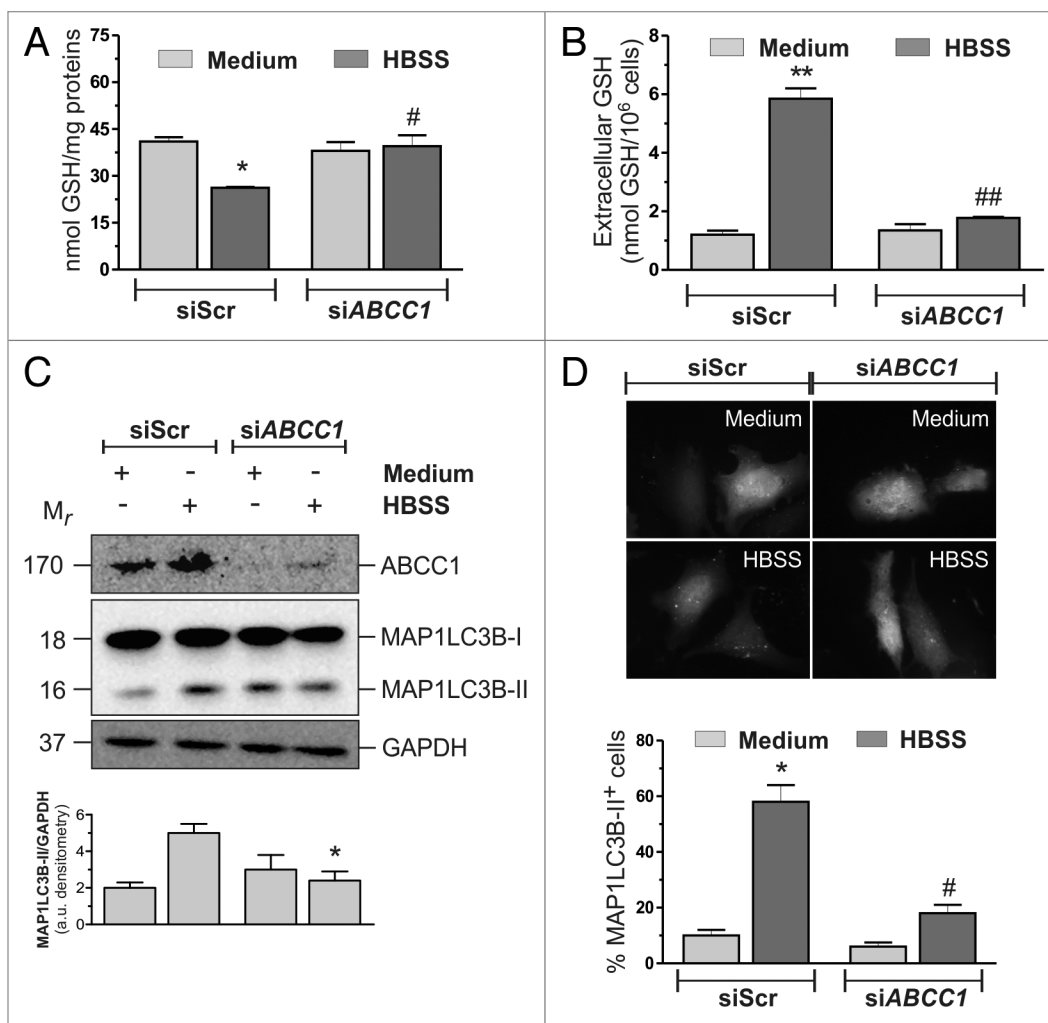 A
Medium HBSS
nmol GSH/mg proteins
75
60
45
30
15
0
*
#
siScr siABCC1
B
Medium HBSS
Extracellular GSH
(nmol GSH/10⁶ cells)
8
6
4
2
0
**
##
siScr siABCC1
C
siScr siABCC1
+ - + - Medium
- + - + HBSS
Mr
170 ABCC1
18 MAP1LC3B-I
16 MAP1LC3B-II
37 GAPDH
MAP1LC3B-II/GAPDH
(a.u. densitometry)
6
4
2
0
*
D
siScr siABCC1
Medium Medium
HBSS HBSS
Medium HBSS
% MAP1LC3B-II⁺ cells
80
60
40
20
0
*
#
siScr siABCC1